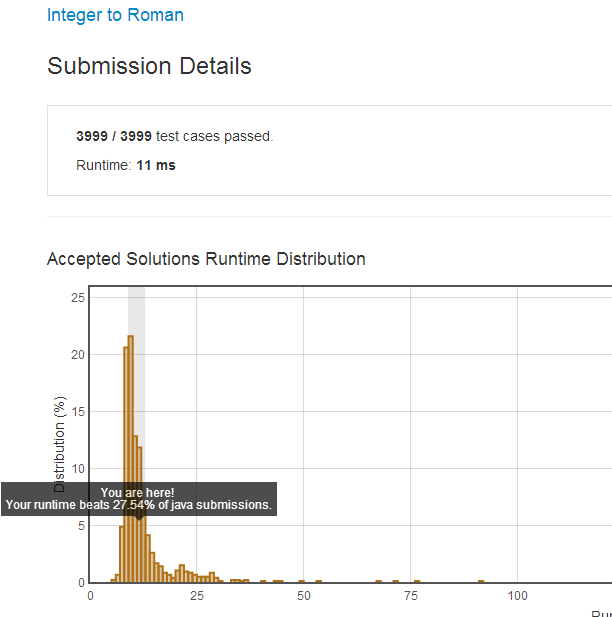 Integer to Roman
Submission Details
3999 / 3999 test cases passed.
Runtime: 11 ms
Accepted Solutions Runtime Distribution
25
20
15
10
5
0
Distribution (%)
You are here!
Your runtime beats 27.54% of java submissions.
0 25 50 75 100